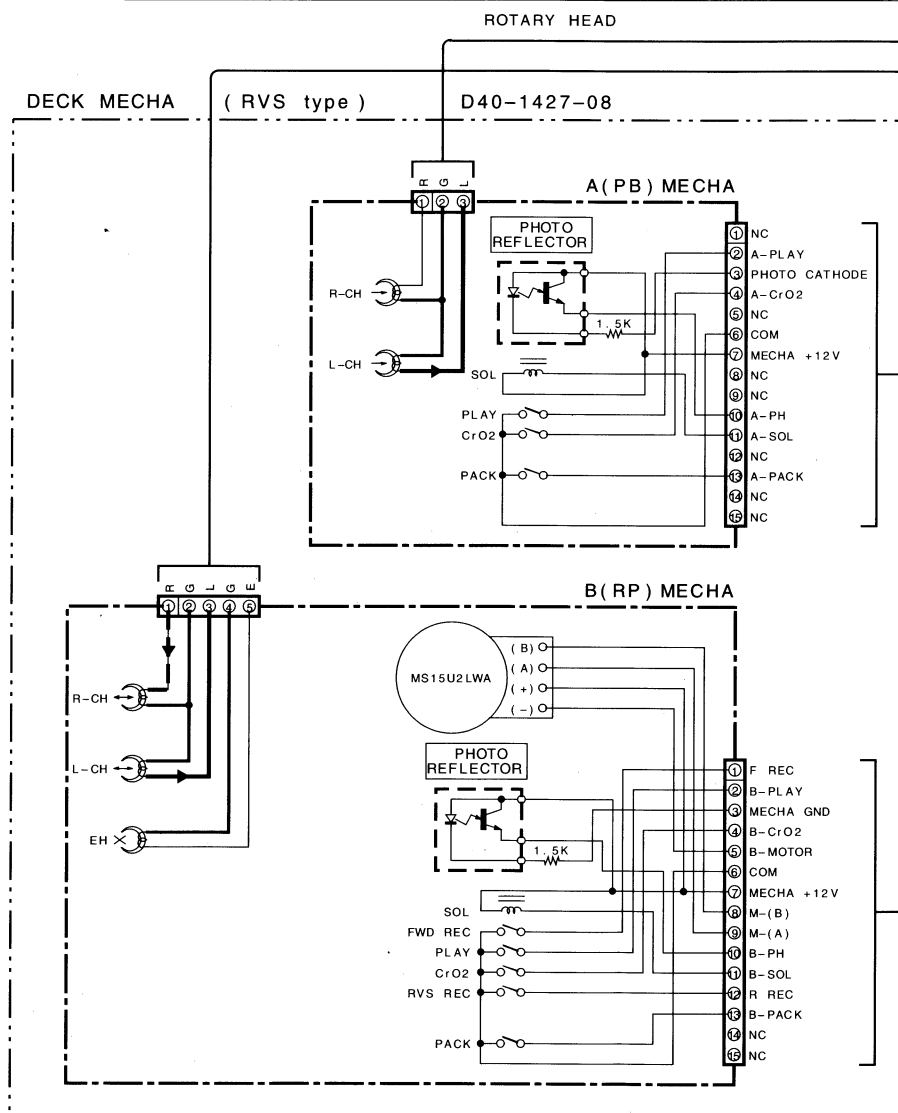 ROTARY HEAD
DECK MECHA (RVS type) D40-1427-08
R G L
1 2 3
A(PB) MECHA
PHOTO
REFLECTOR
1 NC
2 A-PLAY
3 PHOTO CATHODE
4 A-CrO2
5 NC
6 COM
7 MECHA +12V
8 NC
9 NC
10 A-PH
11 A-SOL
12 NC
13 A-PACK
14 NC
15 NC
R-CH
L-CH
1.5K
SOL
PLAY
CrO2
PACK
R G L G E
1 2 3 4 5
B(RP) MECHA
MS15U2LWA
(B)
(A)
(+)
(-)
R-CH
L-CH
EH
PHOTO
REFLECTOR
1.5K
SOL
FWD REC
PLAY
CrO2
RVS REC
PACK
1 F REC
2 B-PLAY
3 MECHA GND
4 B-CrO2
5 B-MOTOR
6 COM
7 MECHA +12V
8 M-(B)
9 M-(A)
10 B-PH
11 B-SOL
12 R REC
13 B-PACK
14 NC
15 NC